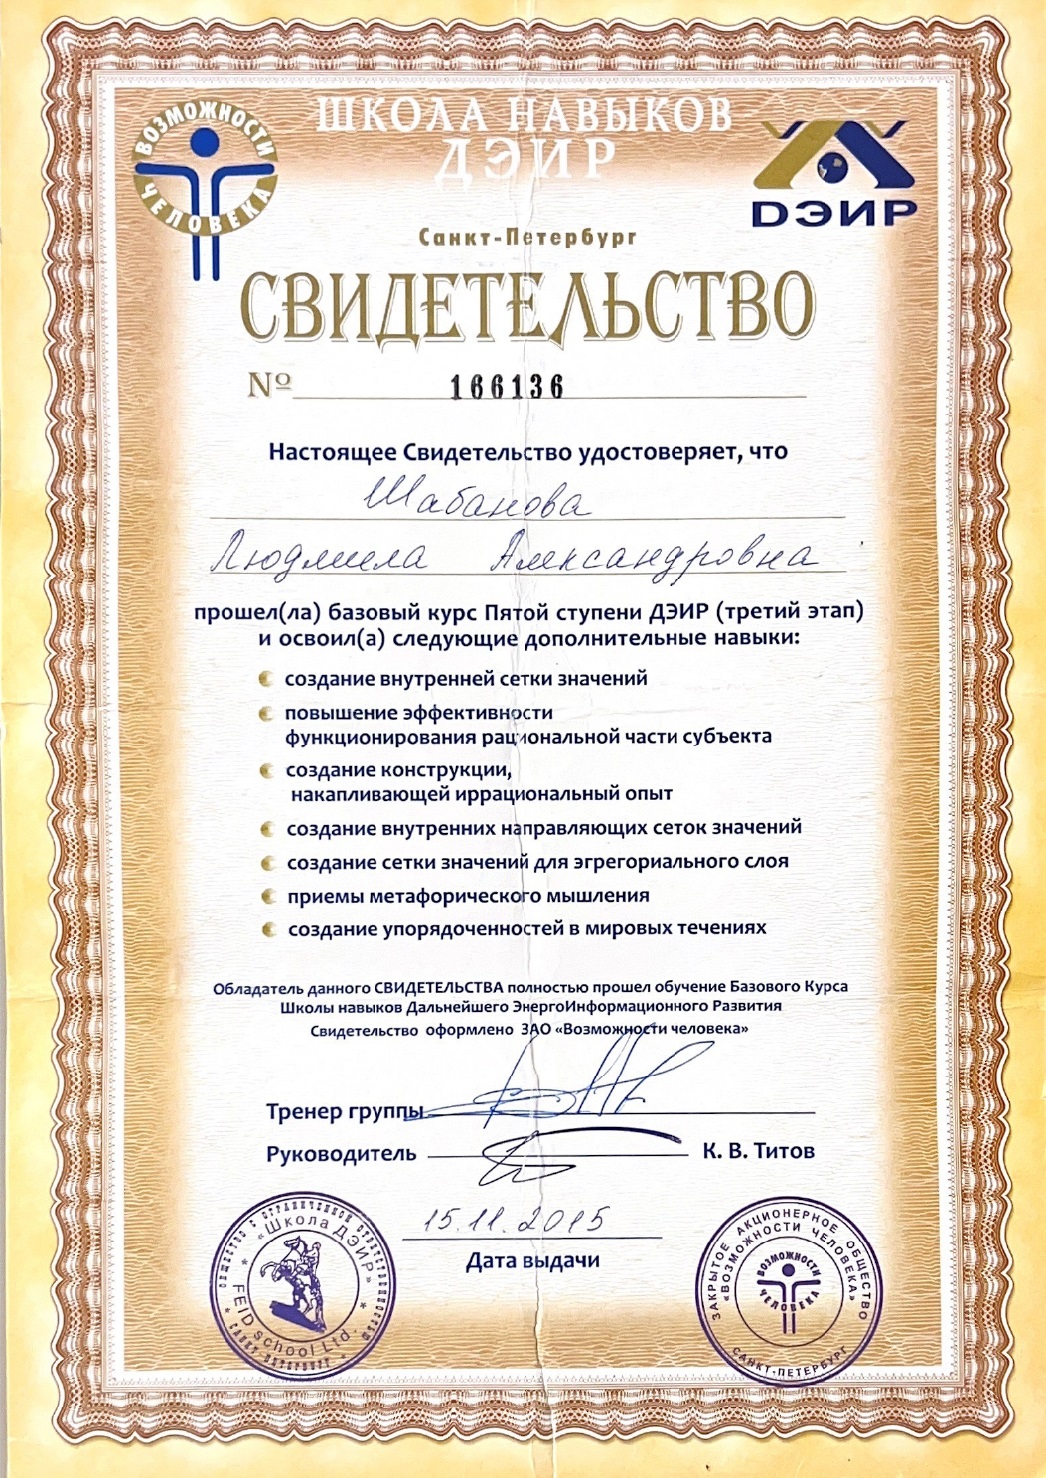 ВОЗМОЖНОСТИ
ЧЕЛОВЕКА
ШКОЛА НАВЫКОВ
ДЭИР
ДЭИР
Санкт-Петербург
СВИДЕТЕЛЬСТВО
№ 166136
Настоящее Свидетельство удостоверяет, что
Шабанова
Людмила Александровна
прошел(ла) базовый курс Пятой ступени ДЭИР (третий этап)
и освоил(а) следующие дополнительные навыки:
создание внутренней сетки значений
повышение эффективности
функционирования рациональной части субъекта
создание конструкции,
накапливающей иррациональный опыт
создание внутренних направляющих сеток значений
создание сетки значений для эгрегориального слоя
приемы метафорического мышления
создание упорядоченностей в мировых течениях
Обладатель данного СВИДЕТЕЛЬСТВА полностью прошел обучение Базового Курса
Школы навыков Дальнейшего ЭнергоИнформационного Развития
Свидетельство оформлено ЗАО «Возможности человека»
Тренер группы
Руководитель К. В. Титов
15.11.2015
Дата выдачи
ОБЩЕСТВО С ОГРАНИЧЕННОЙ ОТВЕТСТВЕННОСТЬЮ
«Школа ДЭИР»
FEID school Ltd.
САНКТ-ПЕТЕРБУРГ
ЗАКРЫТОЕ АКЦИОНЕРНОЕ ОБЩЕСТВО
«ВОЗМОЖНОСТИ ЧЕЛОВЕКА»
ВОЗМОЖНОСТИ
ЧЕЛОВЕКА
САНКТ-ПЕТЕРБУРГ